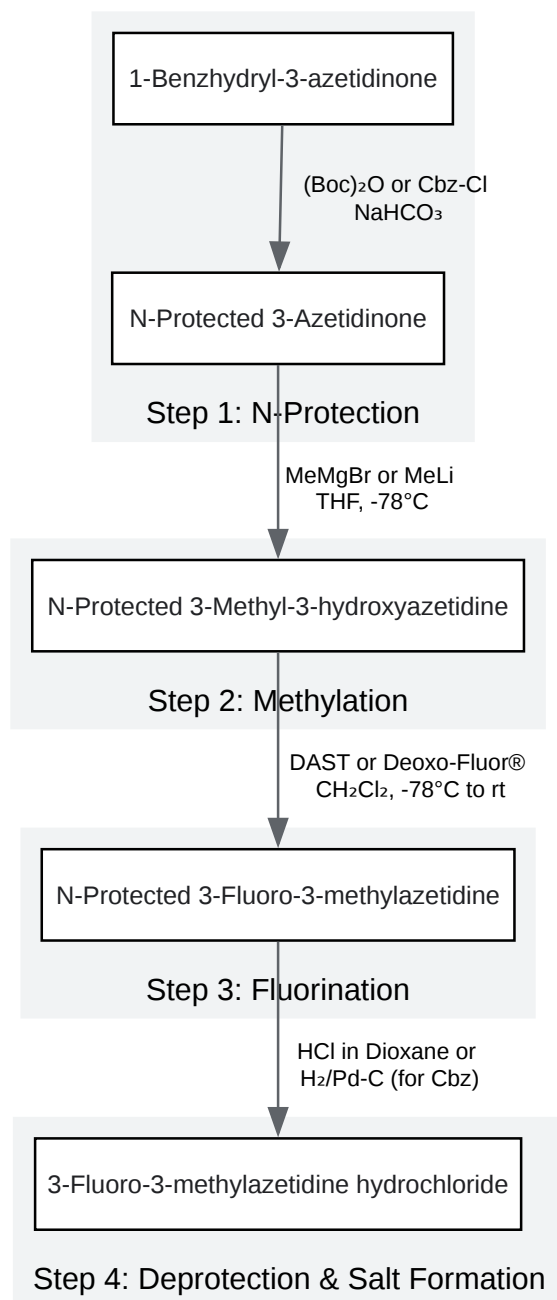 1-Benzhydryl-3-azetidinone
(Boc)₂O or Cbz-Cl
NaHCO₃
N-Protected 3-Azetidinone
Step 1: N-Protection
MeMgBr or MeLi
THF, -78°C
N-Protected 3-Methyl-3-hydroxyazetidine
Step 2: Methylation
DAST or Deoxo-Fluor®
CH₂Cl₂, -78°C to rt
N-Protected 3-Fluoro-3-methylazetidine
Step 3: Fluorination
HCl in Dioxane or
H₂/Pd-C (for Cbz)
3-Fluoro-3-methylazetidine hydrochloride
Step 4: Deprotection & Salt Formation